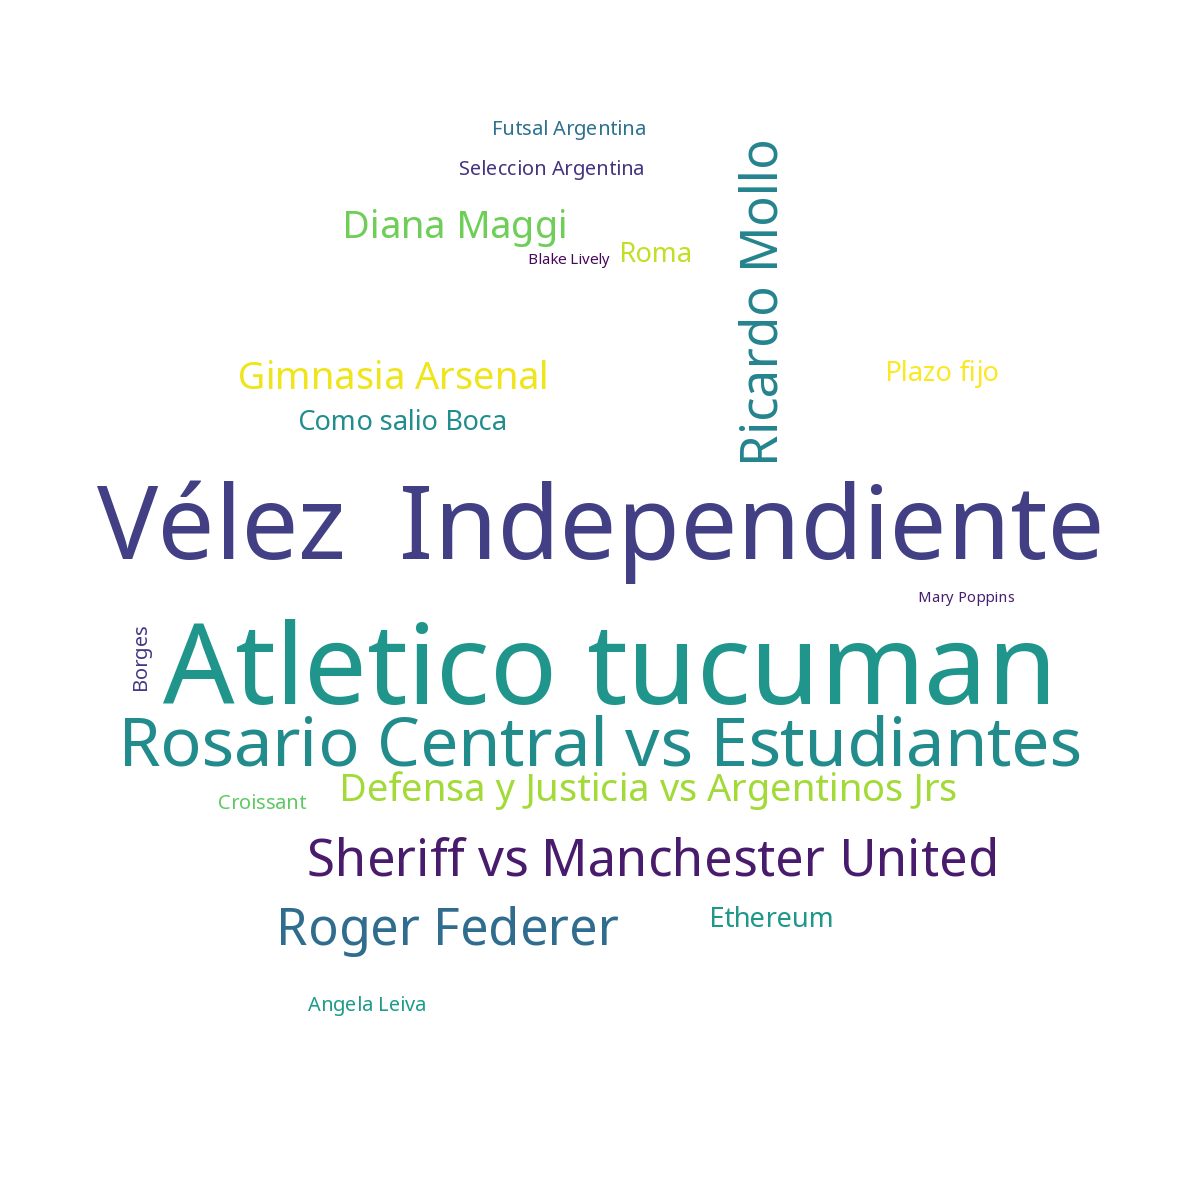 Futsal Argentina
Seleccion Argentina
Ricardo Mollo
Diana Maggi
Roma
Blake Lively
Gimnasia Arsenal
Plazo fijo
Como salio Boca
Vélez  Independiente
Mary Poppins
Borges
Atletico tucuman
Rosario Central vs Estudiantes
Defensa y Justicia vs Argentinos Jrs
Croissant
Sheriff vs Manchester United
Roger Federer
Ethereum
Angela Leiva